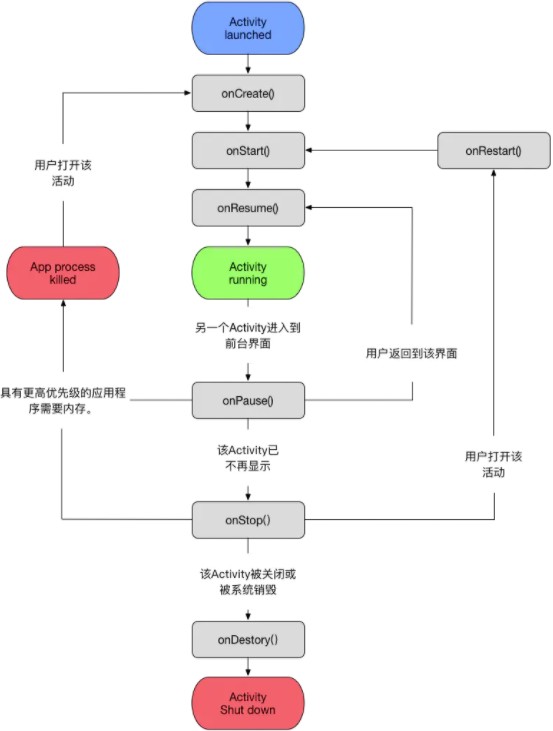 Activity
launched
onCreate()
onStart()
onRestart()
用户打开该
活动
onResume()
App process
killed
Activity
running
另一个Activity进入到
前台界面
用户返回到该界面
具有更高优先级的应用程
序需要内存。
onPause()
该Activity已
不再显示
用户打开该
活动
onStop()
该Activity被关闭或
被系统销毁
onDestory()
Activity
Shut down